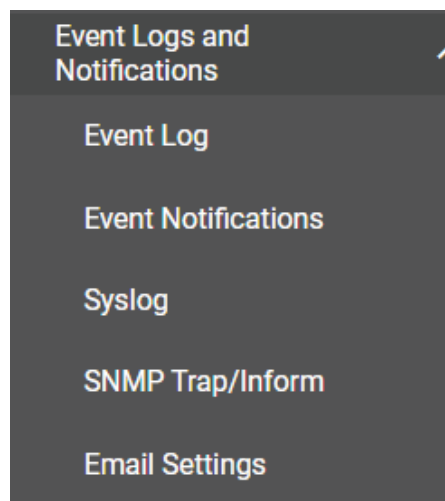 Event Logs and
Notifications
Event Log
Event Notifications
Syslog
SNMP Trap/Inform
Email Settings